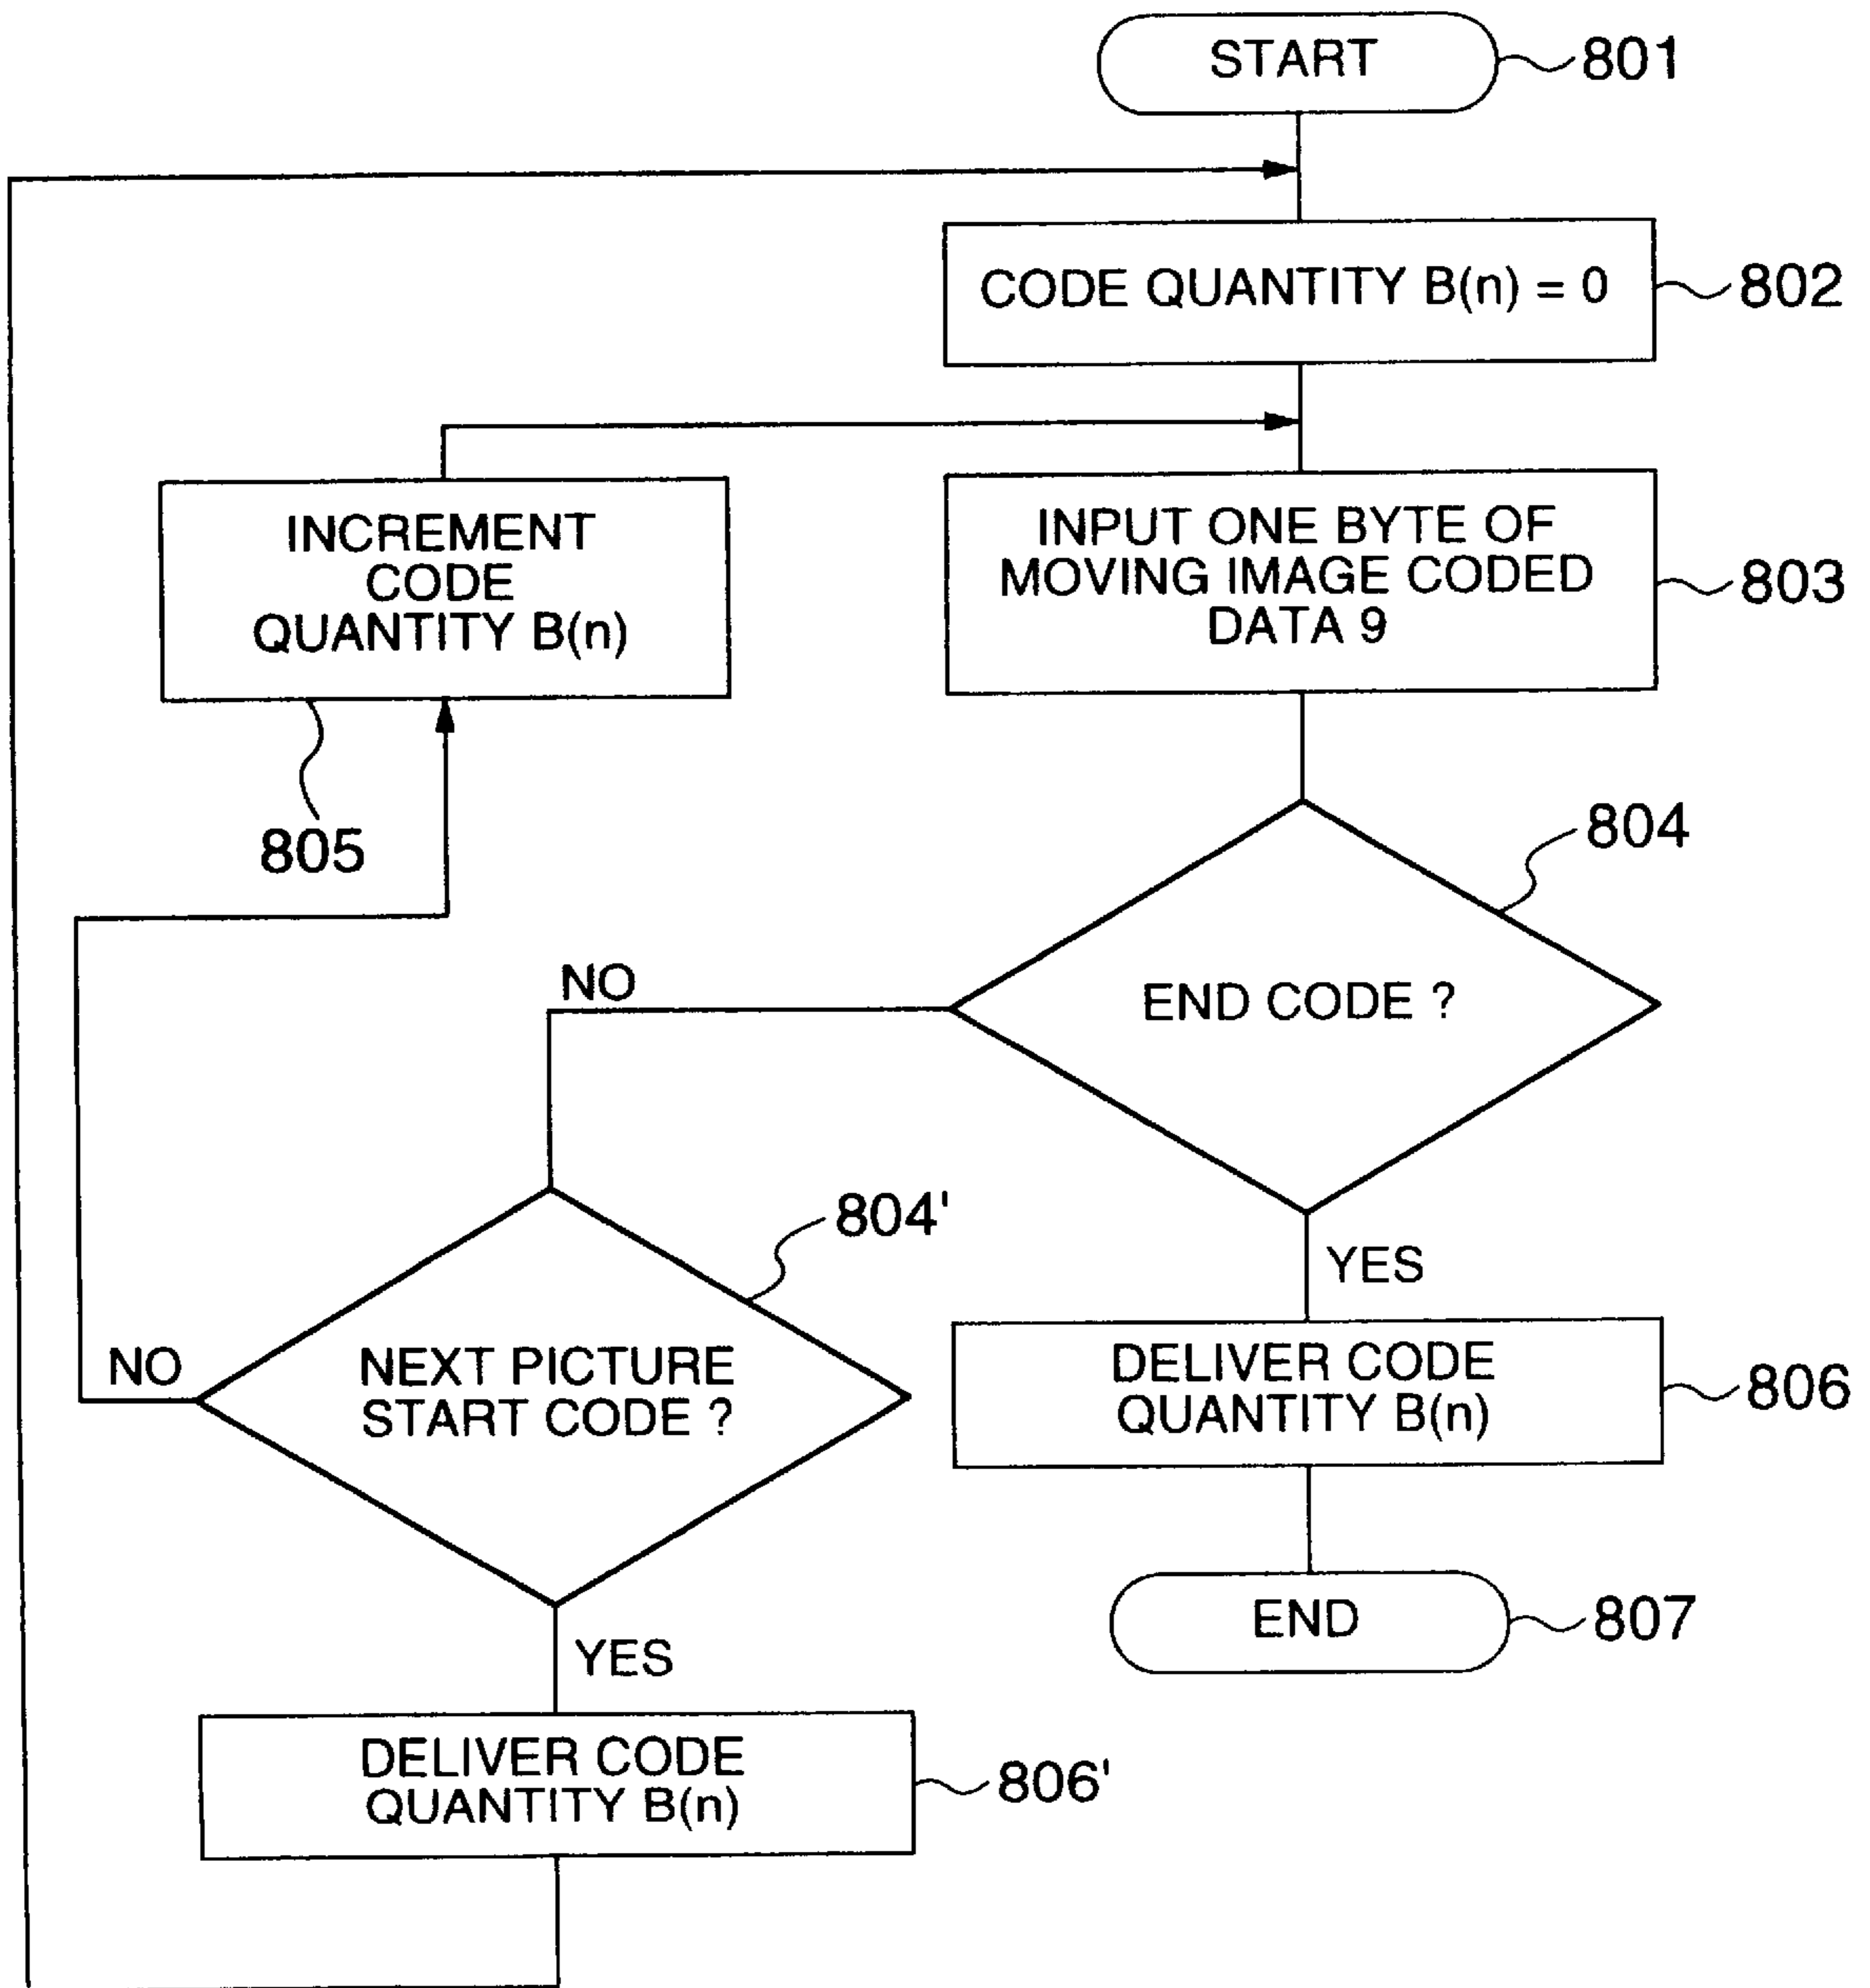 START
801
CODE QUANTITY B(n) = 0
802
INCREMENT
CODE
QUANTITY B(n)
805
INPUT ONE BYTE OF
MOVING IMAGE CODED
DATA 9
803
END CODE ?
804
NO
YES
NEXT PICTURE
START CODE ?
804'
NO
YES
DELIVER CODE
QUANTITY B(n)
806
END
807
DELIVER CODE
QUANTITY B(n)
806'